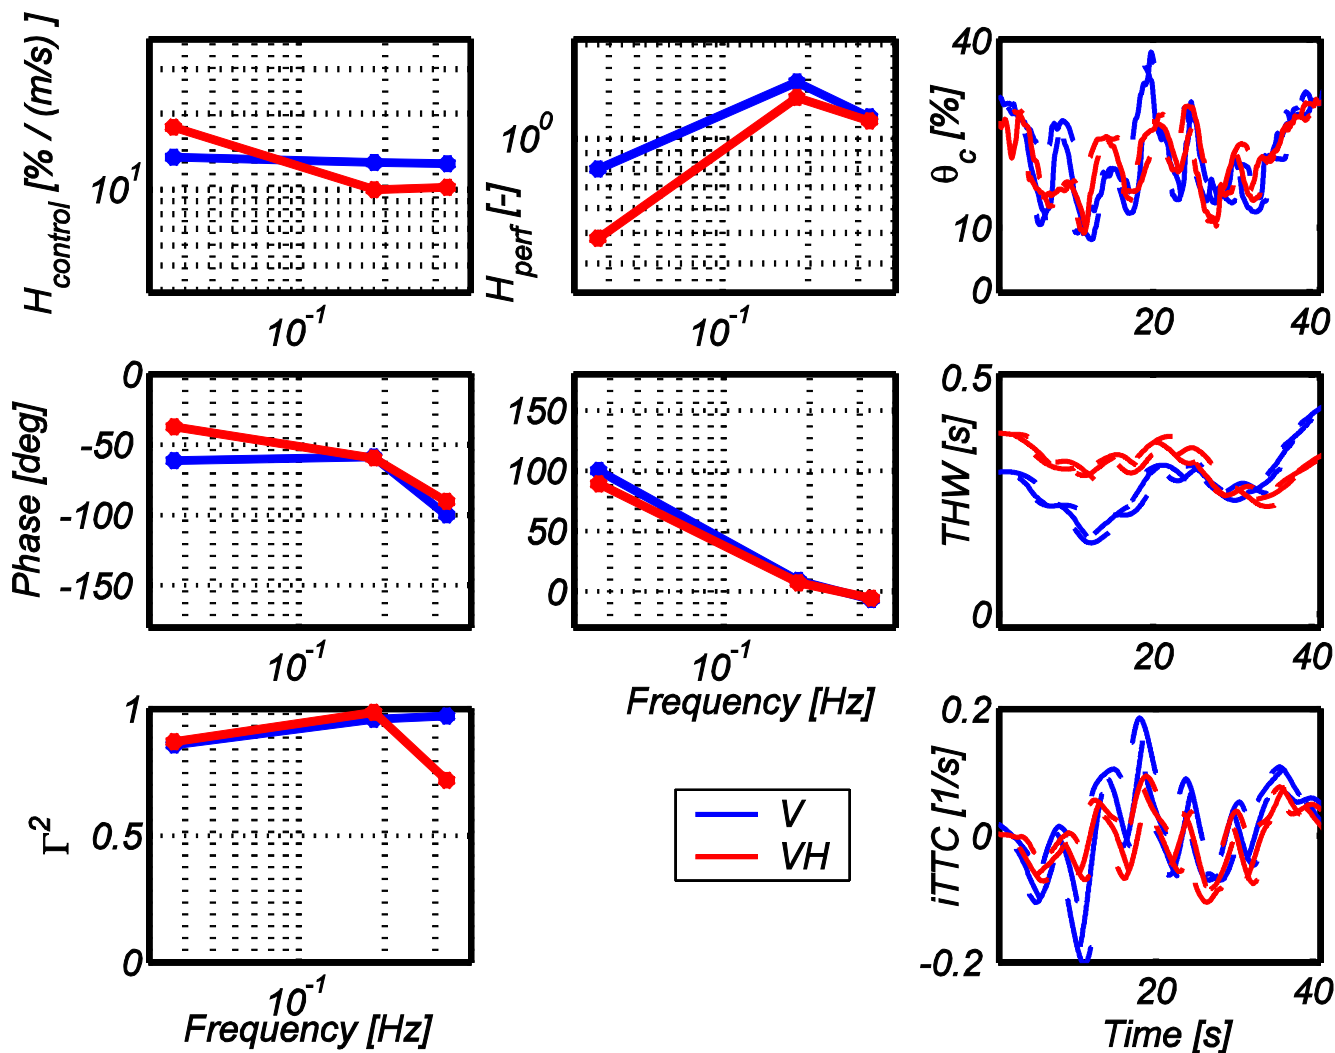 H_control [% / (m/s) ]
10^1
10^-1
H_perf [-]
10^0
10^-1
θ_c [%]
40
10
0
20
40
Phase [deg]
0
-50
-100
-150
10^-1
150
100
50
0
10^-1
Frequency [Hz]
THW [s]
0.5
0
20
40
Γ^2
1
0.5
0
10^-1
Frequency [Hz]
V
VH
iTTC [1/s]
0.2
0
-0.2
20
40
Time [s]